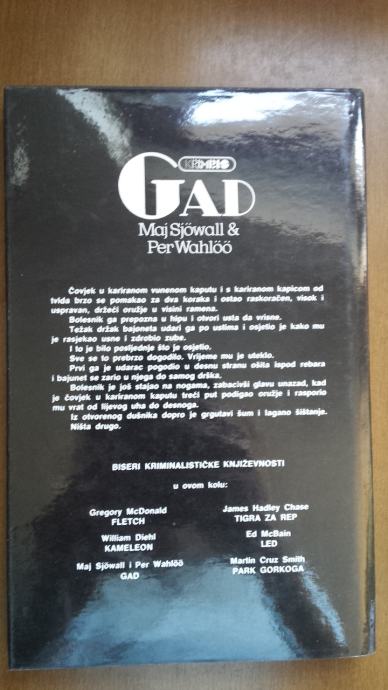 KRIMIBIS
GAD
Maj Sjöwall &
Per Wahlöö
Čovjek u kariranom vunenom kaputu i s kariranom kapicom od
tvida brzo se pomakao za dva koraka i ostao raskoračen, visok i
uspravan, držeći oružje u visini ramena.
Bolesnik ga prepozna u hipu i otvori usta da vrisne.
Težak držak bajoneta udari ga po ustima i osjetio je kako mu
je rasjekao usne i zdrobio zube.
I to je bilo posljednje što je osjetio.
Sve se to prebrzo dogodilo. Vrijeme mu je uteklo.
Prvi ga je udarac pogodio u desnu stranu ošila ispod rebara
i bajunet se zario u njega do samog drška.
Bolesnik je još stajao na nogama, zabacivši glavu unazad, kad
je čovjek u kariranom kaputu treći put podigao oružje i rasporio
mu vrat od lijevog uha do desnoga.
Iz otvorenog dušnika dopro je grgutavi šum i lagano šištanje.
Ništa drugo.
BISERI KRIMINALISTIČKE KNJIŽEVNOSTI
u ovom kolu:
Gregory McDonald
FLETCH
William Diehl
KAMELEON
Maj Sjöwall i Per Wahlöö
GAD
James Hadley Chase
TIGRA ZA REP
Ed McBain
LED
Martin Cruz Smith
PARK GORKOGA